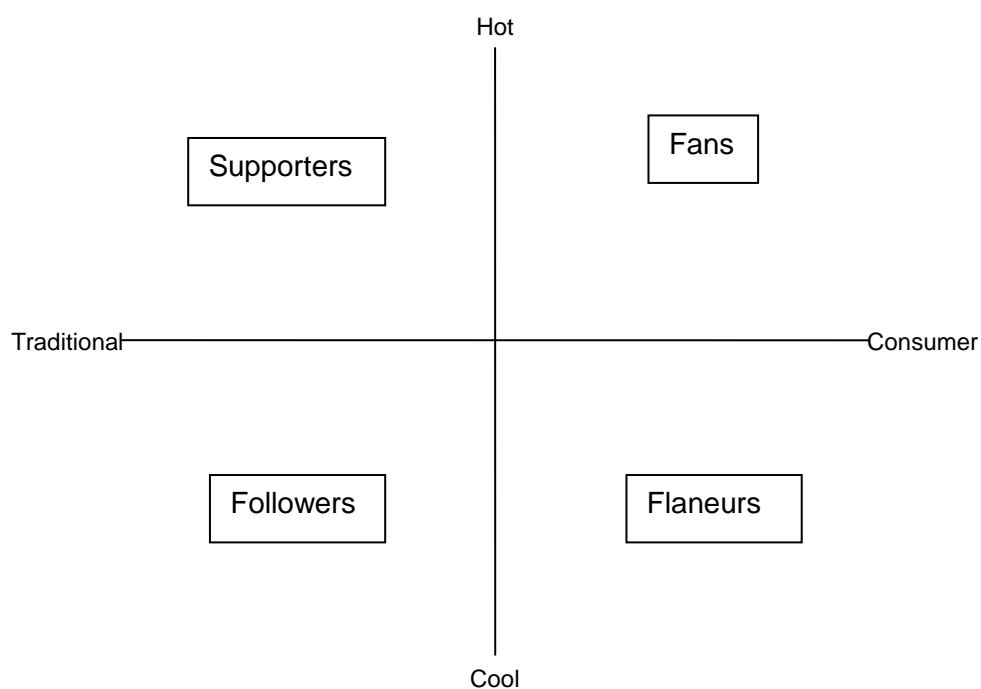 Hot
Supporters
Fans
Traditional
Consumer
Followers
Flaneurs
Cool